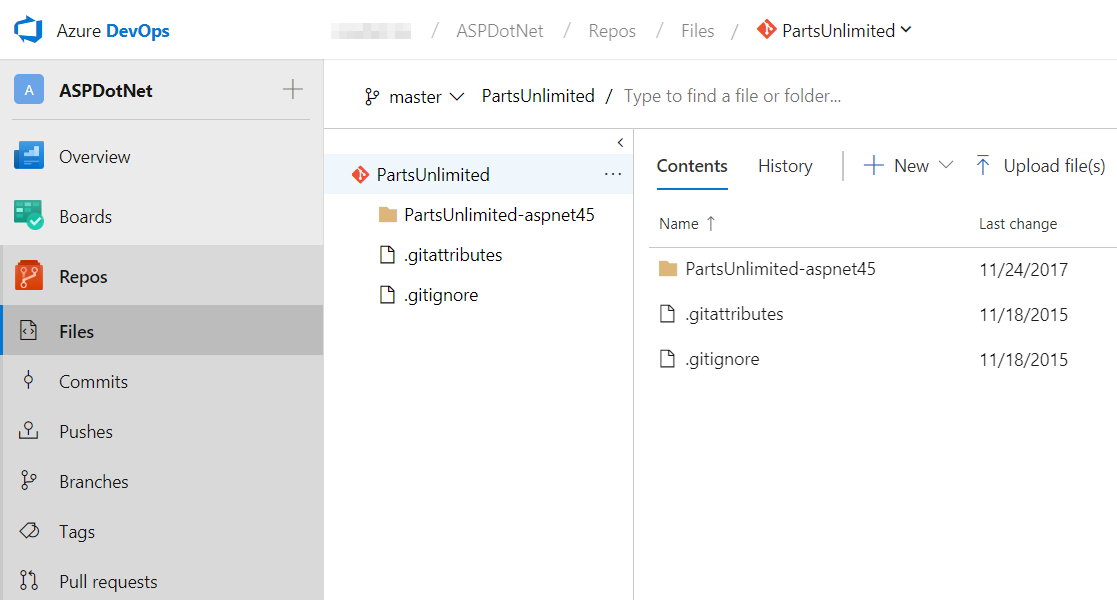 Azure DevOps / ASPDotNet / Repos / Files / PartsUnlimited
A ASPDotNet
Overview
Boards
Repos
Files
Commits
Pushes
Branches
Tags
Pull requests
master PartsUnlimited / Type to find a file or folder...
PartsUnlimited ...
PartsUnlimited-aspnet45
.gitattributes
.gitignore
Contents History New Upload file(s)
Name Last change
PartsUnlimited-aspnet45 11/24/2017
.gitattributes 11/18/2015
.gitignore 11/18/2015